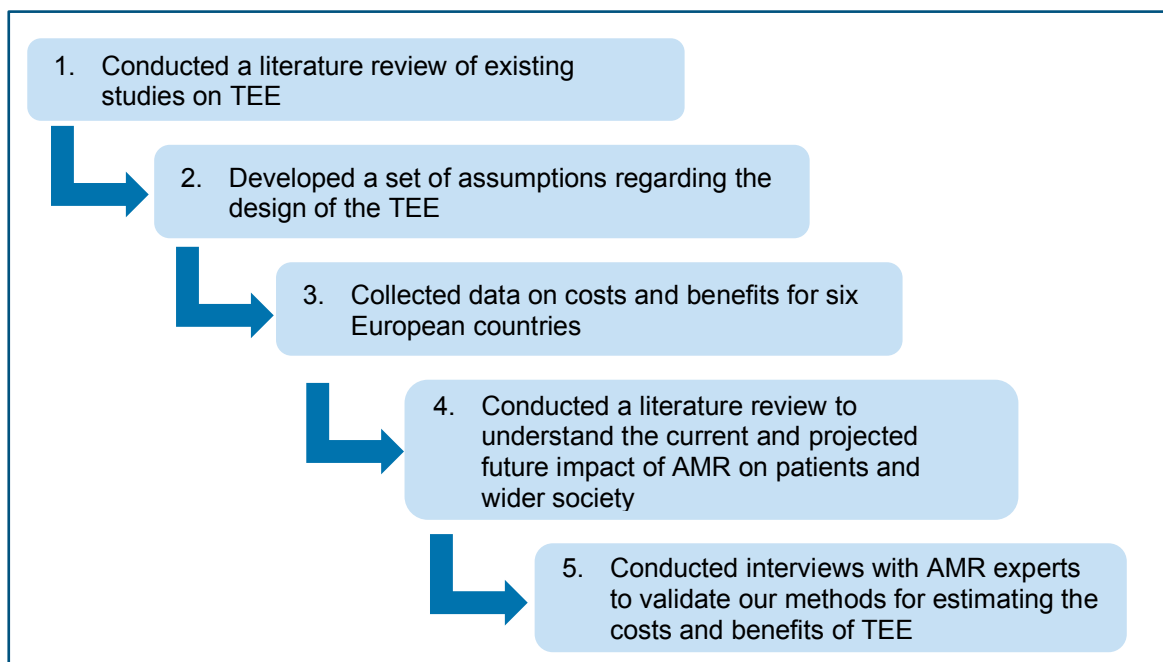 1. Conducted a literature review of existing
studies on TEE
2. Developed a set of assumptions regarding the
design of the TEE
3. Collected data on costs and benefits for six
European countries
4. Conducted a literature review to
understand the current and projected
future impact of AMR on patients and
wider society
5. Conducted interviews with AMR experts
to validate our methods for estimating the
costs and benefits of TEE